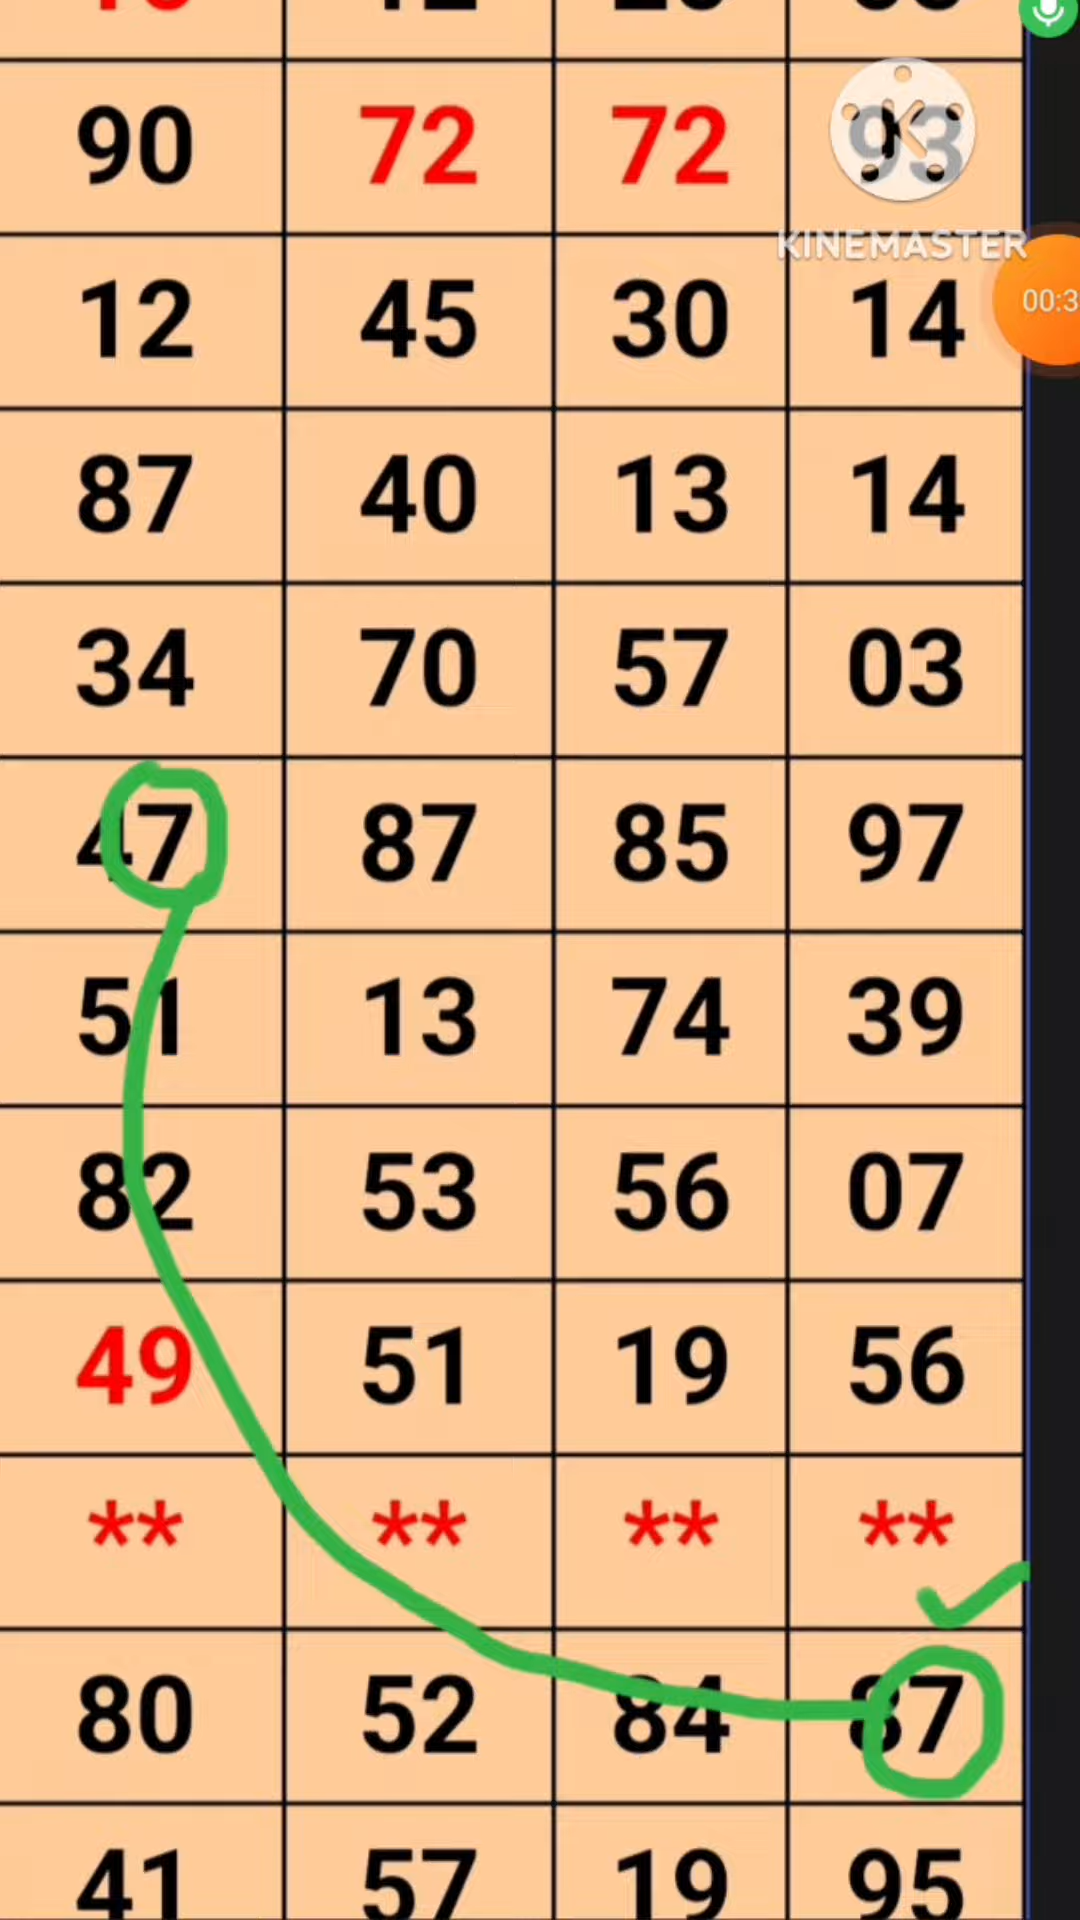 90 72 72 93
KINEMASTER
12 45 30 14
00:3
87 40 13 14
34 70 57 03
47 87 85 97
51 13 74 39
82 53 56 07
49 51 19 56
** ** ** **
80 52 84 87
41 57 19 95